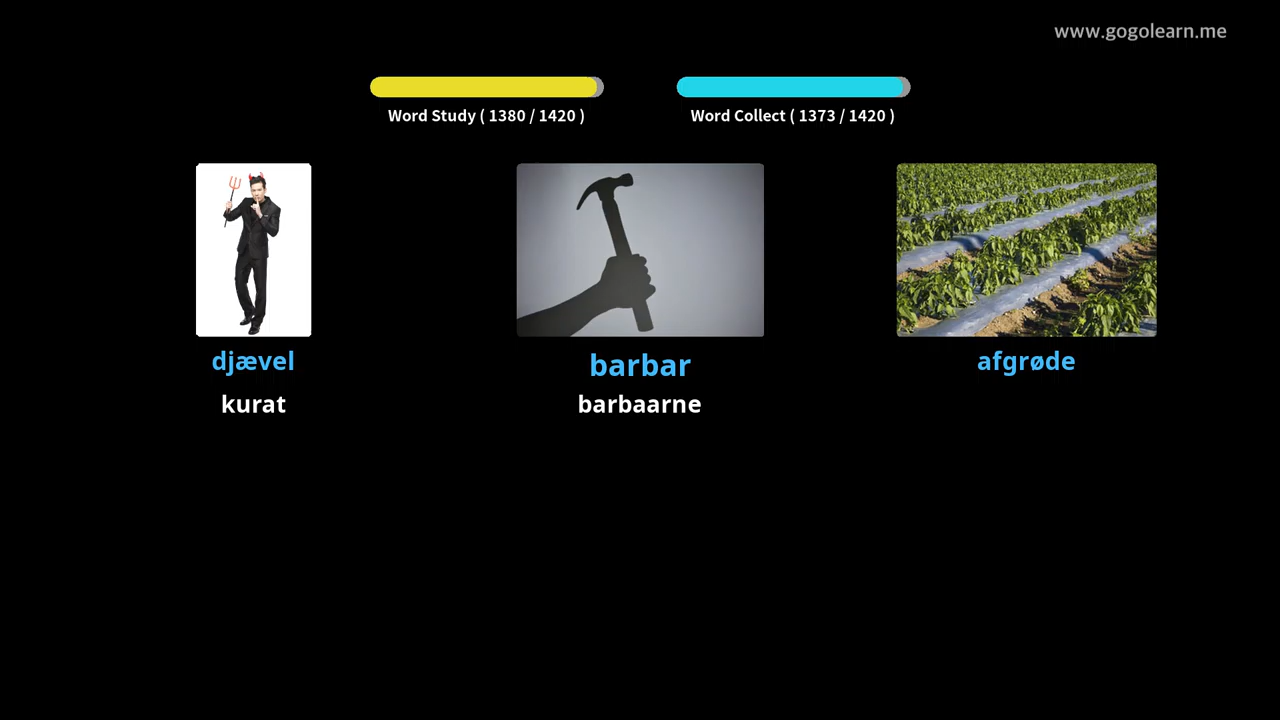 www.gogolearn.me
Word Study ( 1380 / 1420 )
Word Collect ( 1373 / 1420 )
djævel
barbar
afgrøde
kurat
barbaarne